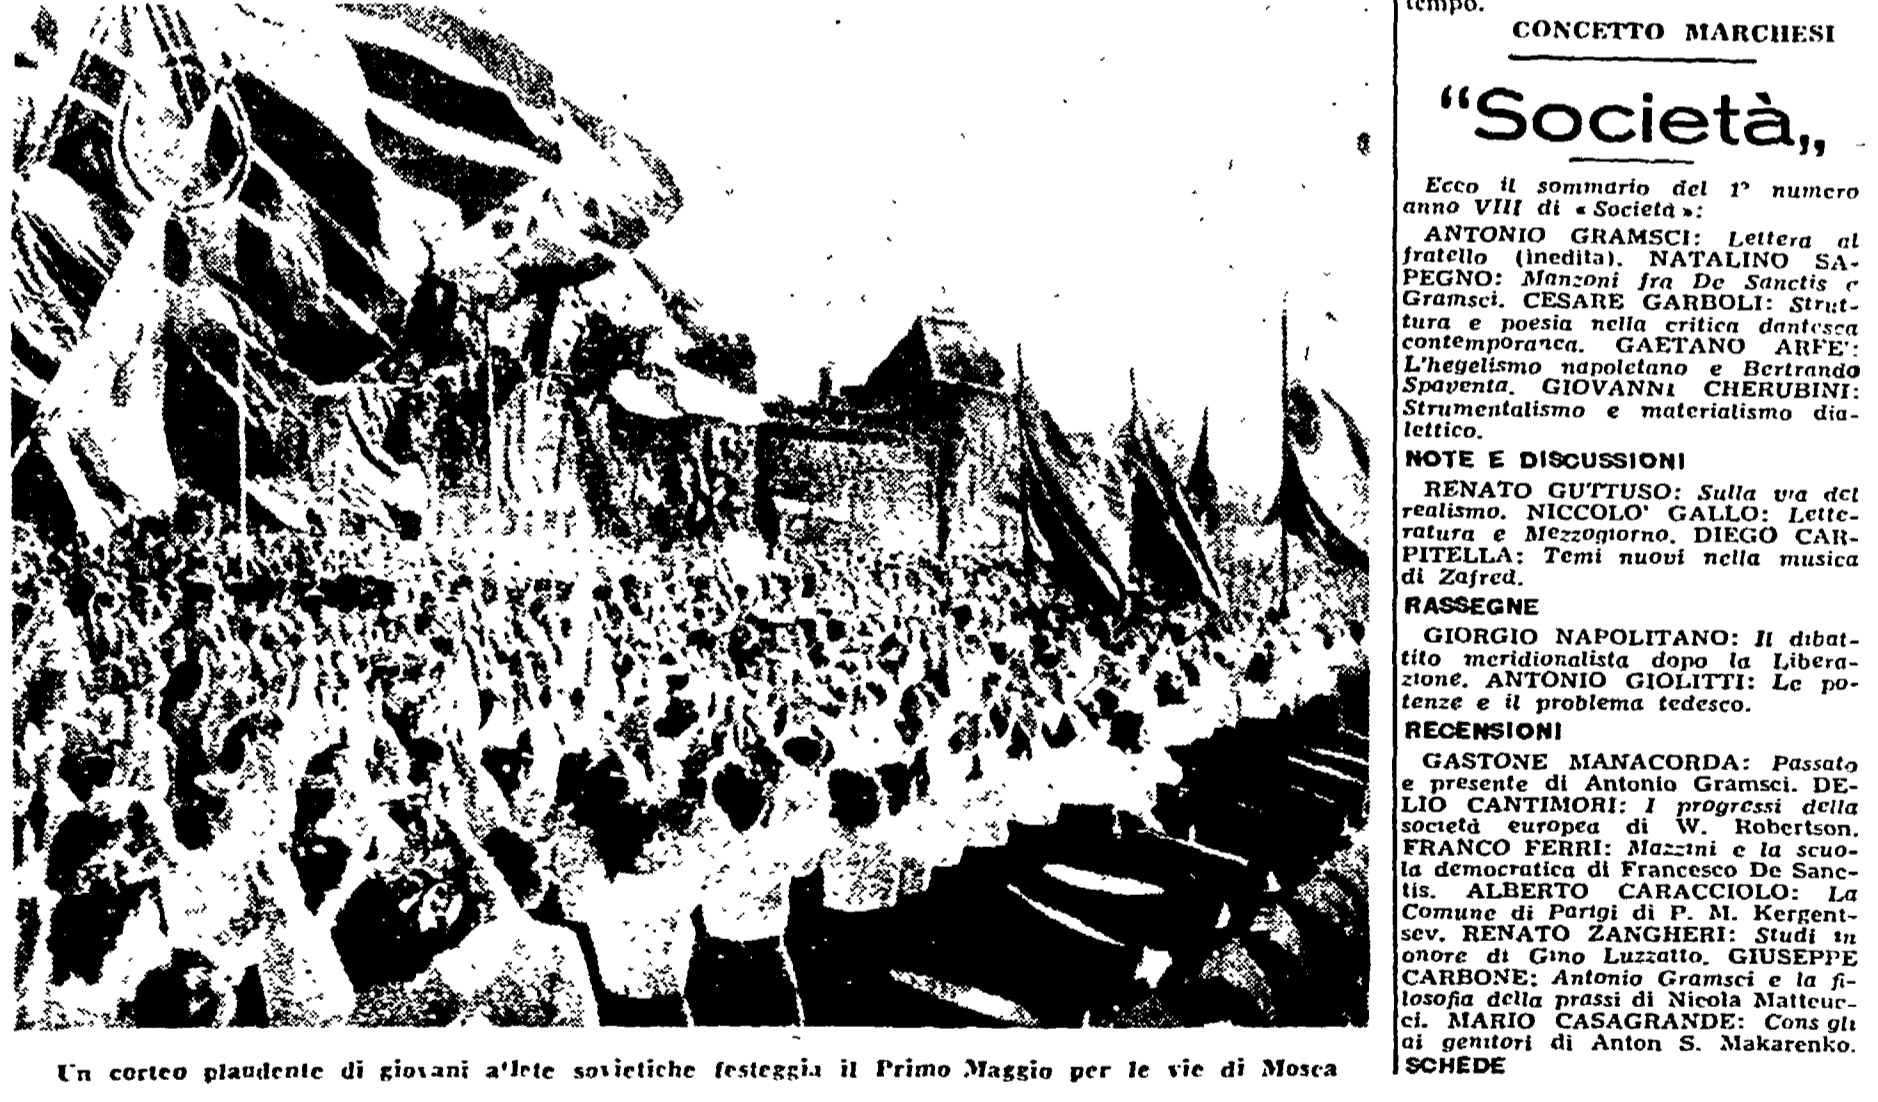 Un corteo plaudente di giovani atlete sovietiche festeggia il Primo Maggio per le vie di Mosca
tempo.
CONCETTO MARCHESI
“Società„
Ecco il sommario del 1° numero
anno VIII di « Società »:
ANTONIO GRAMSCI: Lettera al
fratello (inedita). NATALINO SA-
PEGNO: Manzoni fra De Sanctis e
Gramsci. CESARE GARBOLI: Strut-
tura e poesia nella critica dantesca
contemporanea. GAETANO ARFE':
L'hegelismo napoletano e Bertrando
Spaventa. GIOVANNI CHERUBINI:
Strumentalismo e materialismo dia-
lettico.
NOTE E DISCUSSIONI
RENATO GUTTUSO: Sulla via del
realismo. NICCOLO' GALLO: Lette-
ratura e Mezzogiorno. DIEGO CAR-
PITELLA: Temi nuovi nella musica
di Zafred.
RASSEGNE
GIORGIO NAPOLITANO: Il dibat-
tito meridionalista dopo la Libera-
zione. ANTONIO GIOLITTI: Le po-
tenze e il problema tedesco.
RECENSIONI
GASTONE MANACORDA: Passato
e presente di Antonio Gramsci. DE-
LIO CANTIMORI: I progressi della
società europea di W. Robertson.
FRANCO FERRI: Mazzini e la scuo-
la democratica di Francesco De Sanc-
tis. ALBERTO CARACCIOLO: La
Comune di Parigi di P. M. Kergent-
sev. RENATO ZANGHERI: Studi in
onore di Gino Luzzatto. GIUSEPPE
CARBONE: Antonio Gramsci e la fi-
losofia della prassi di Nicola Matteuc-
ci. MARIO CASAGRANDE: Consigli
ai genitori di Anton S. Makarenko.
SCHEDE